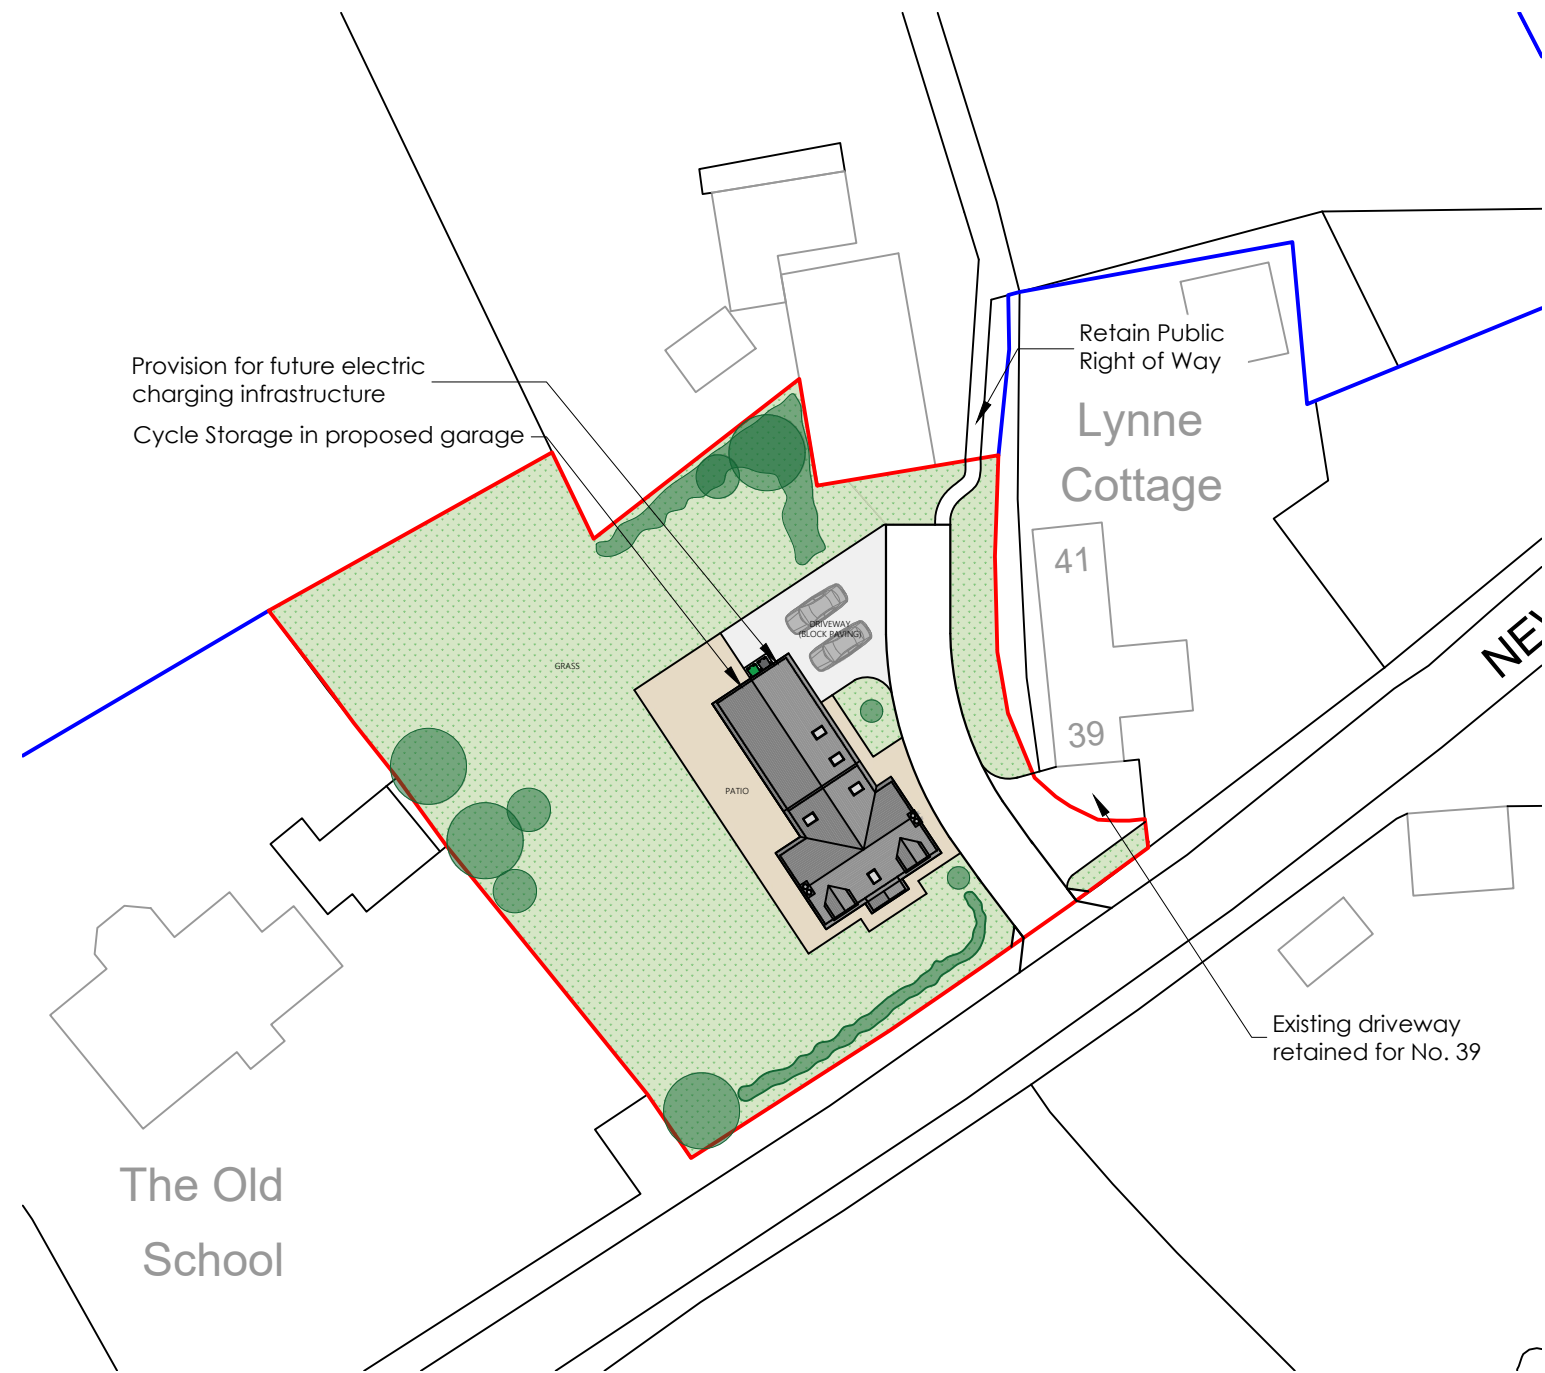 Provision for future electric
charging infrastructure
Cycle Storage in proposed garage
Retain Public
Right of Way
Lynne
Cottage
41
39
DRIVEWAY
(BLOCK PAVING)
GRASS
PATIO
Existing driveway
retained for No. 39
The Old
School